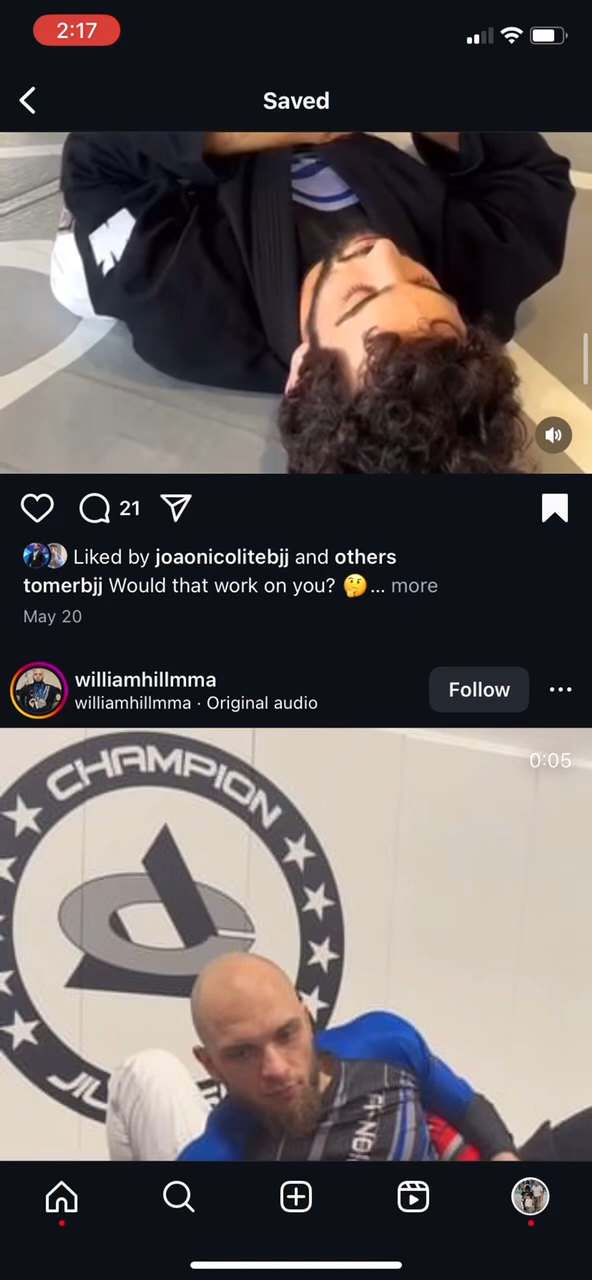 2:17
Saved
21
Liked by joaonicolitebjj and others
tomerbjj Would that work on you? 🤔... more
May 20
williamhillmma
williamhillmma · Original audio
Follow
0:05
CHAMPION